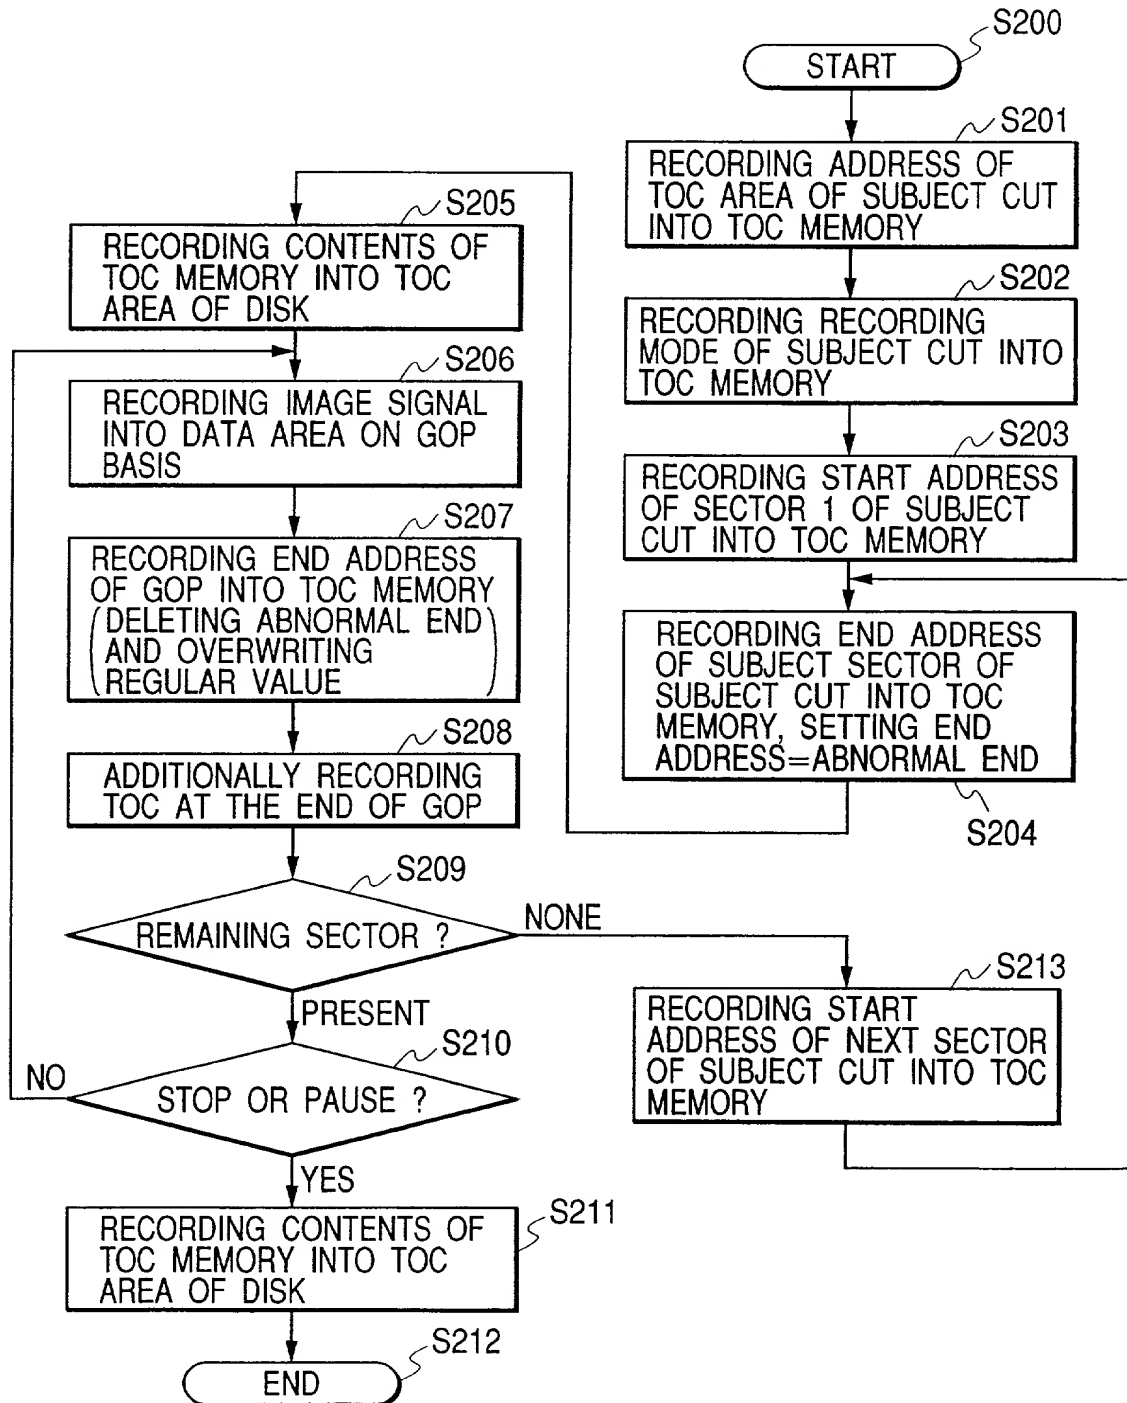 S200
START
S201
RECORDING ADDRESS OF
TOC AREA OF SUBJECT CUT
INTO TOC MEMORY
S202
RECORDING RECORDING
MODE OF SUBJECT CUT INTO
TOC MEMORY
S203
RECORDING START ADDRESS
OF SECTOR 1 OF SUBJECT
CUT INTO TOC MEMORY
RECORDING END ADDRESS
OF SUBJECT SECTOR OF
SUBJECT CUT INTO TOC
MEMORY, SETTING END
ADDRESS=ABNORMAL END
S204
S205
RECORDING CONTENTS OF
TOC MEMORY INTO TOC
AREA OF DISK
S206
RECORDING IMAGE SIGNAL
INTO DATA AREA ON GOP
BASIS
S207
RECORDING END ADDRESS
OF GOP INTO TOC MEMORY
(DELETING ABNORMAL END
AND OVERWRITING
REGULAR VALUE)
S208
ADDITIONALLY RECORDING
TOC AT THE END OF GOP
S209
REMAINING SECTOR ?
NONE
PRESENT
S210
STOP OR PAUSE ?
NO
YES
S211
RECORDING CONTENTS OF
TOC MEMORY INTO TOC
AREA OF DISK
S212
END
S213
RECORDING START
ADDRESS OF NEXT SECTOR
OF SUBJECT CUT INTO TOC
MEMORY